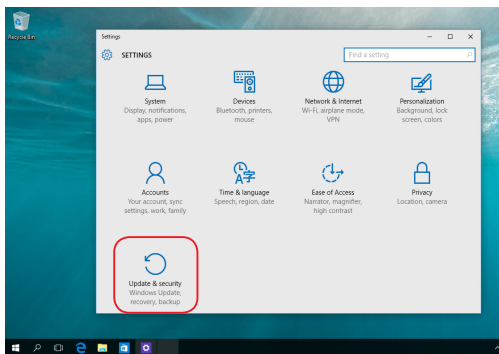 Recycle Bin
Settings
SETTINGS
Find a setting
System
Display, notifications,
apps, power
Devices
Bluetooth, printers,
mouse
Network & Internet
Wi-Fi, airplane mode,
VPN
Personalization
Background, lock
screen, colors
Accounts
Your account, sync
settings, work, family
Time & language
Speech, region, date
Ease of Access
Narrator, magnifier,
high contrast
Privacy
Location, camera
Update & security
Windows Update,
recovery, backup